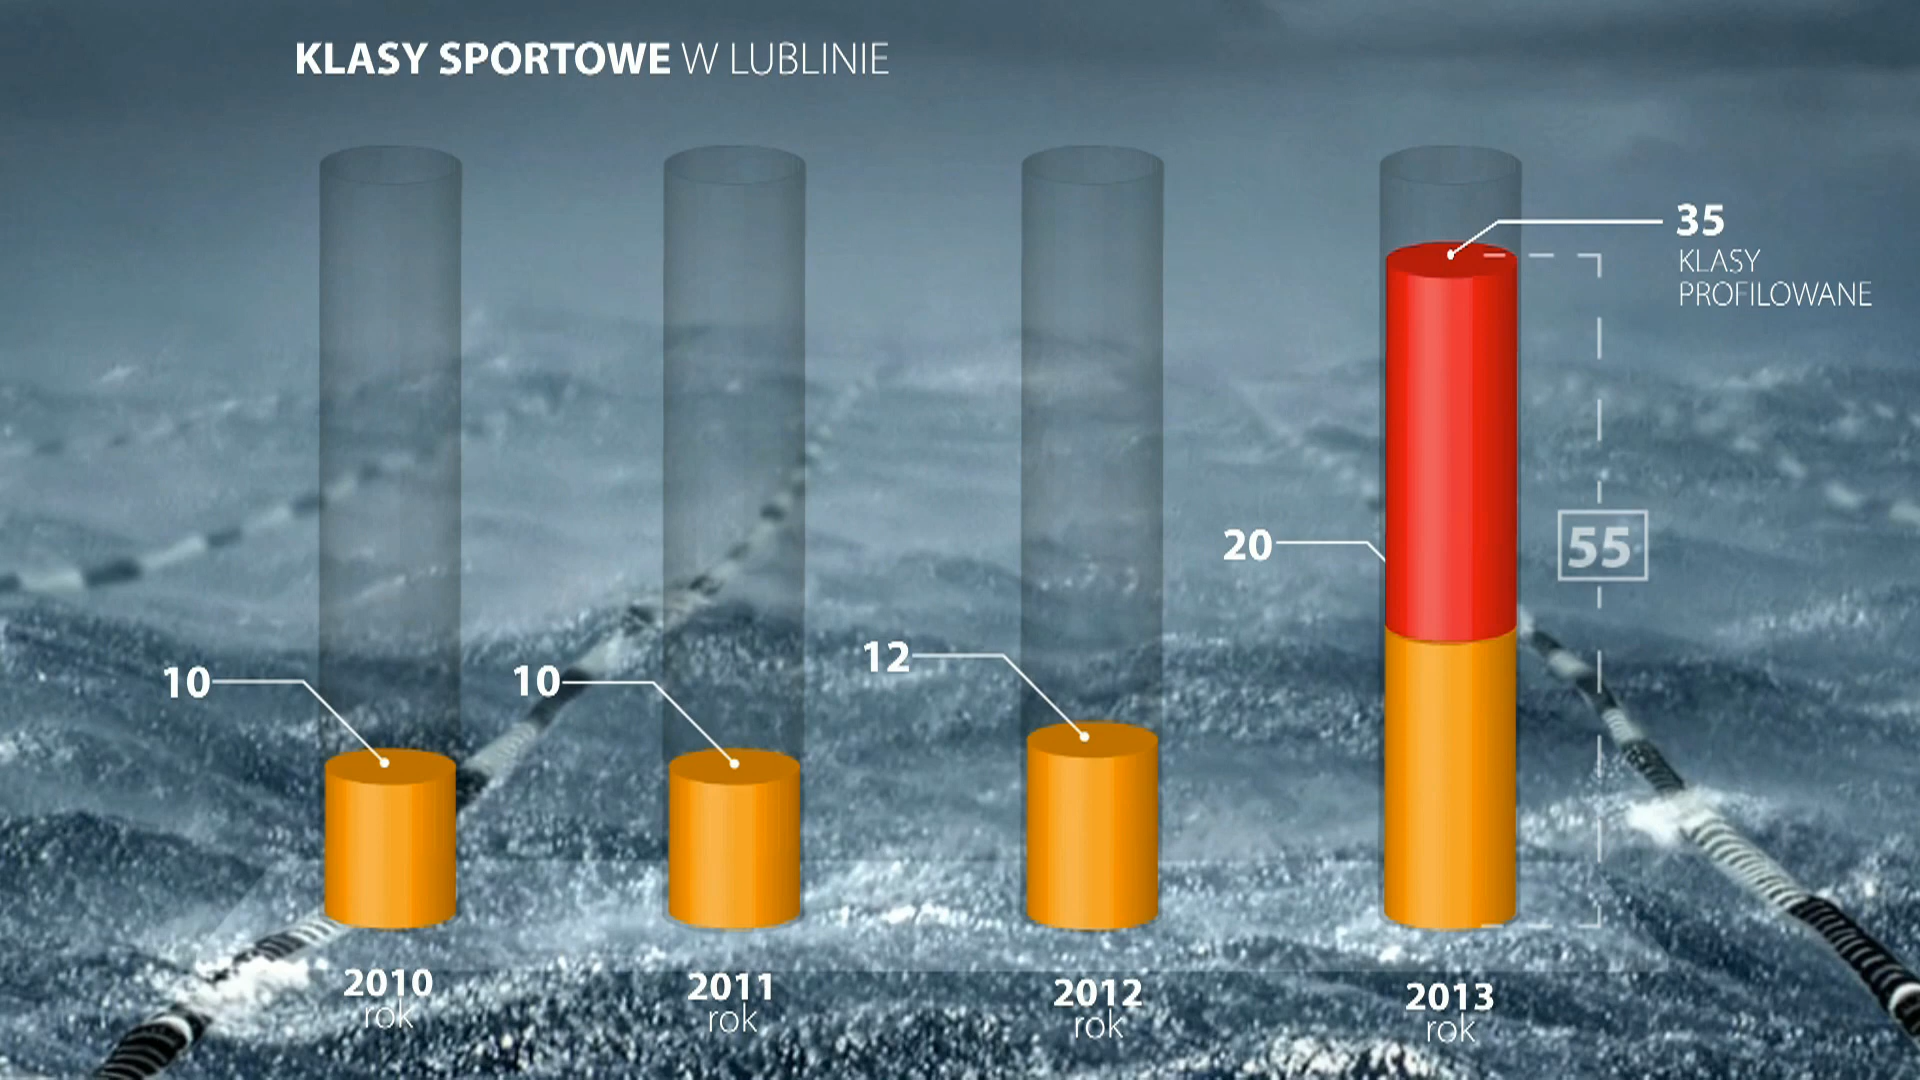 KLASY SPORTOWE W LUBLINIE
35
KLASY
PROFILOWANE
20
55
12
10
10
2010
rok
2011
rok
2012
rok
2013
rok